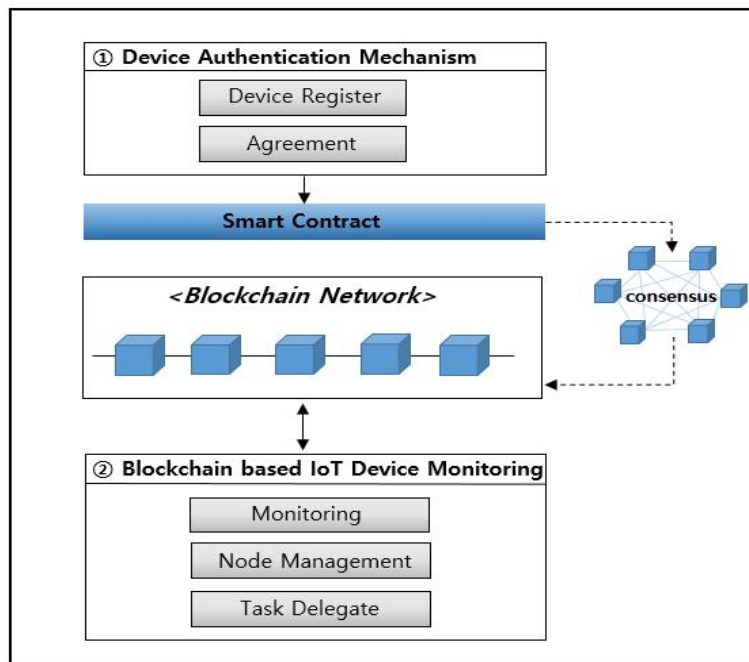 ① Device Authentication Mechanism
Device Register
Agreement
Smart Contract
<Blockchain Network>
consensus
② Blockchain based IoT Device Monitoring
Monitoring
Node Management
Task Delegate